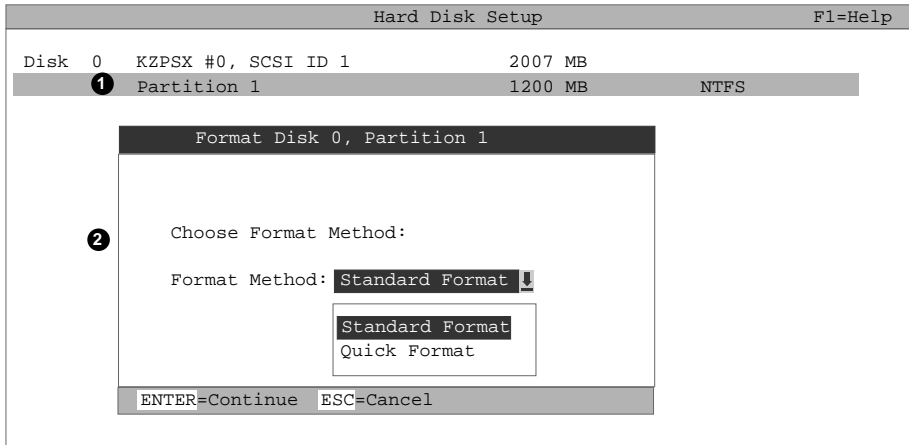 Hard Disk Setup F1=Help
Disk 0 KZPSX #0, SCSI ID 1 2007 MB
1 Partition 1 1200 MB NTFS
Format Disk 0, Partition 1
2 Choose Format Method:
Format Method: Standard Format
Standard Format
Quick Format
ENTER=Continue ESC=Cancel